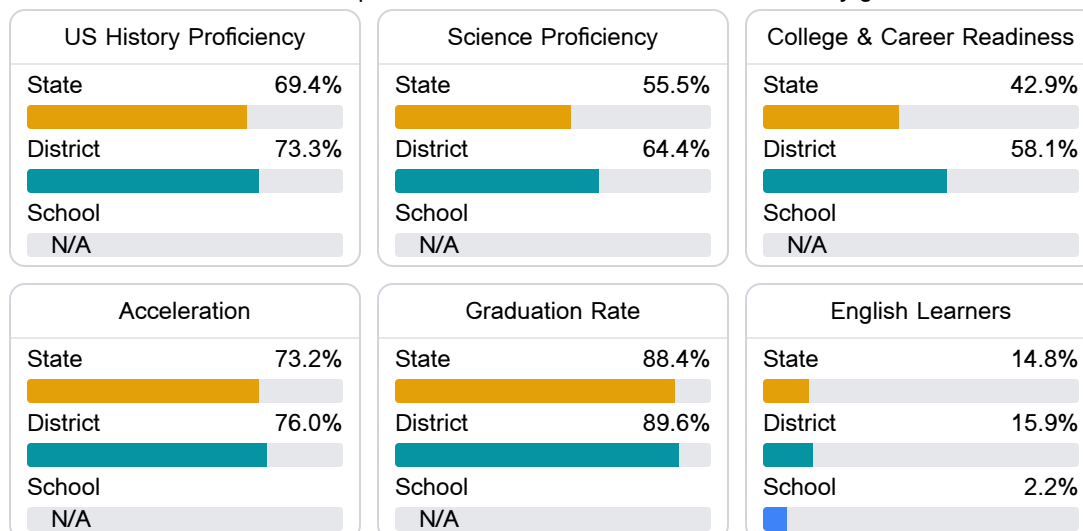 US History Proficiency
State 69.4%
District 73.3%
School
N/A
Science Proficiency
State 55.5%
District 64.4%
School
N/A
College & Career Readiness
State 42.9%
District 58.1%
School
N/A
Acceleration
State 73.2%
District 76.0%
School
N/A
Graduation Rate
State 88.4%
District 89.6%
School
N/A
English Learners
State 14.8%
District 15.9%
School 2.2%